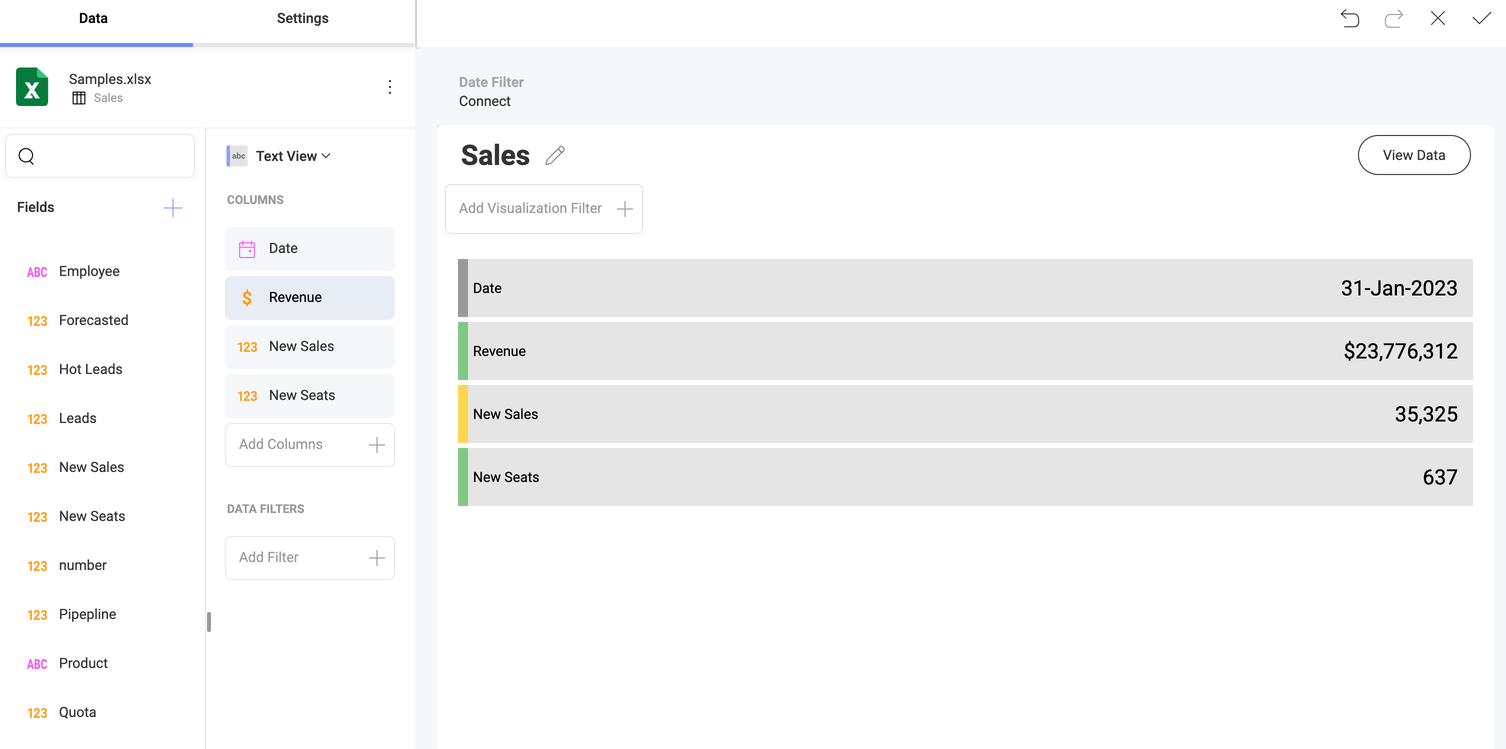 Data
Settings
X
Samples.xlsx
Sales
Fields
ABC Employee
123 Forecasted
123 Hot Leads
123 Leads
123 New Sales
123 New Seats
123 number
123 Pipepline
ABC Product
123 Quota
abc Text View
COLUMNS
Date
$ Revenue
123 New Sales
123 New Seats
Add Columns
DATA FILTERS
Add Filter
Date Filter
Connect
Sales
View Data
Add Visualization Filter
Date 31-Jan-2023
Revenue $23,776,312
New Sales 35,325
New Seats 637